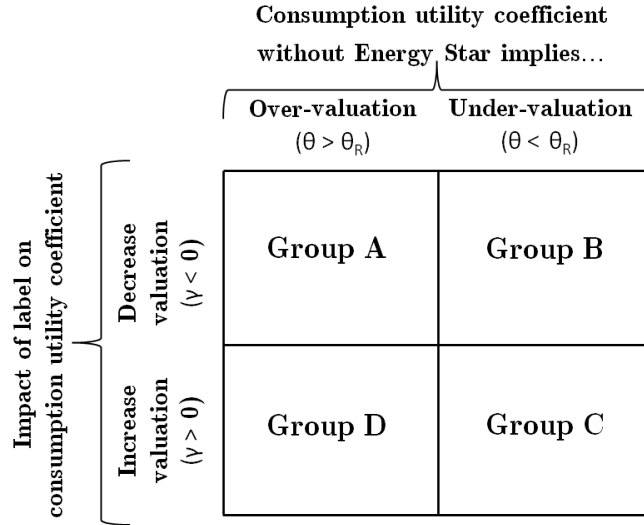 Consumption utility coefficient
without Energy Star implies…
Over-valuation
(θ > θR)
Under-valuation
(θ < θR)
Impact of label on
consumption utility coefficient
Decrease
valuation
(γ < 0)
Group A
Group B
Increase
valuation
(γ > 0)
Group D
Group C